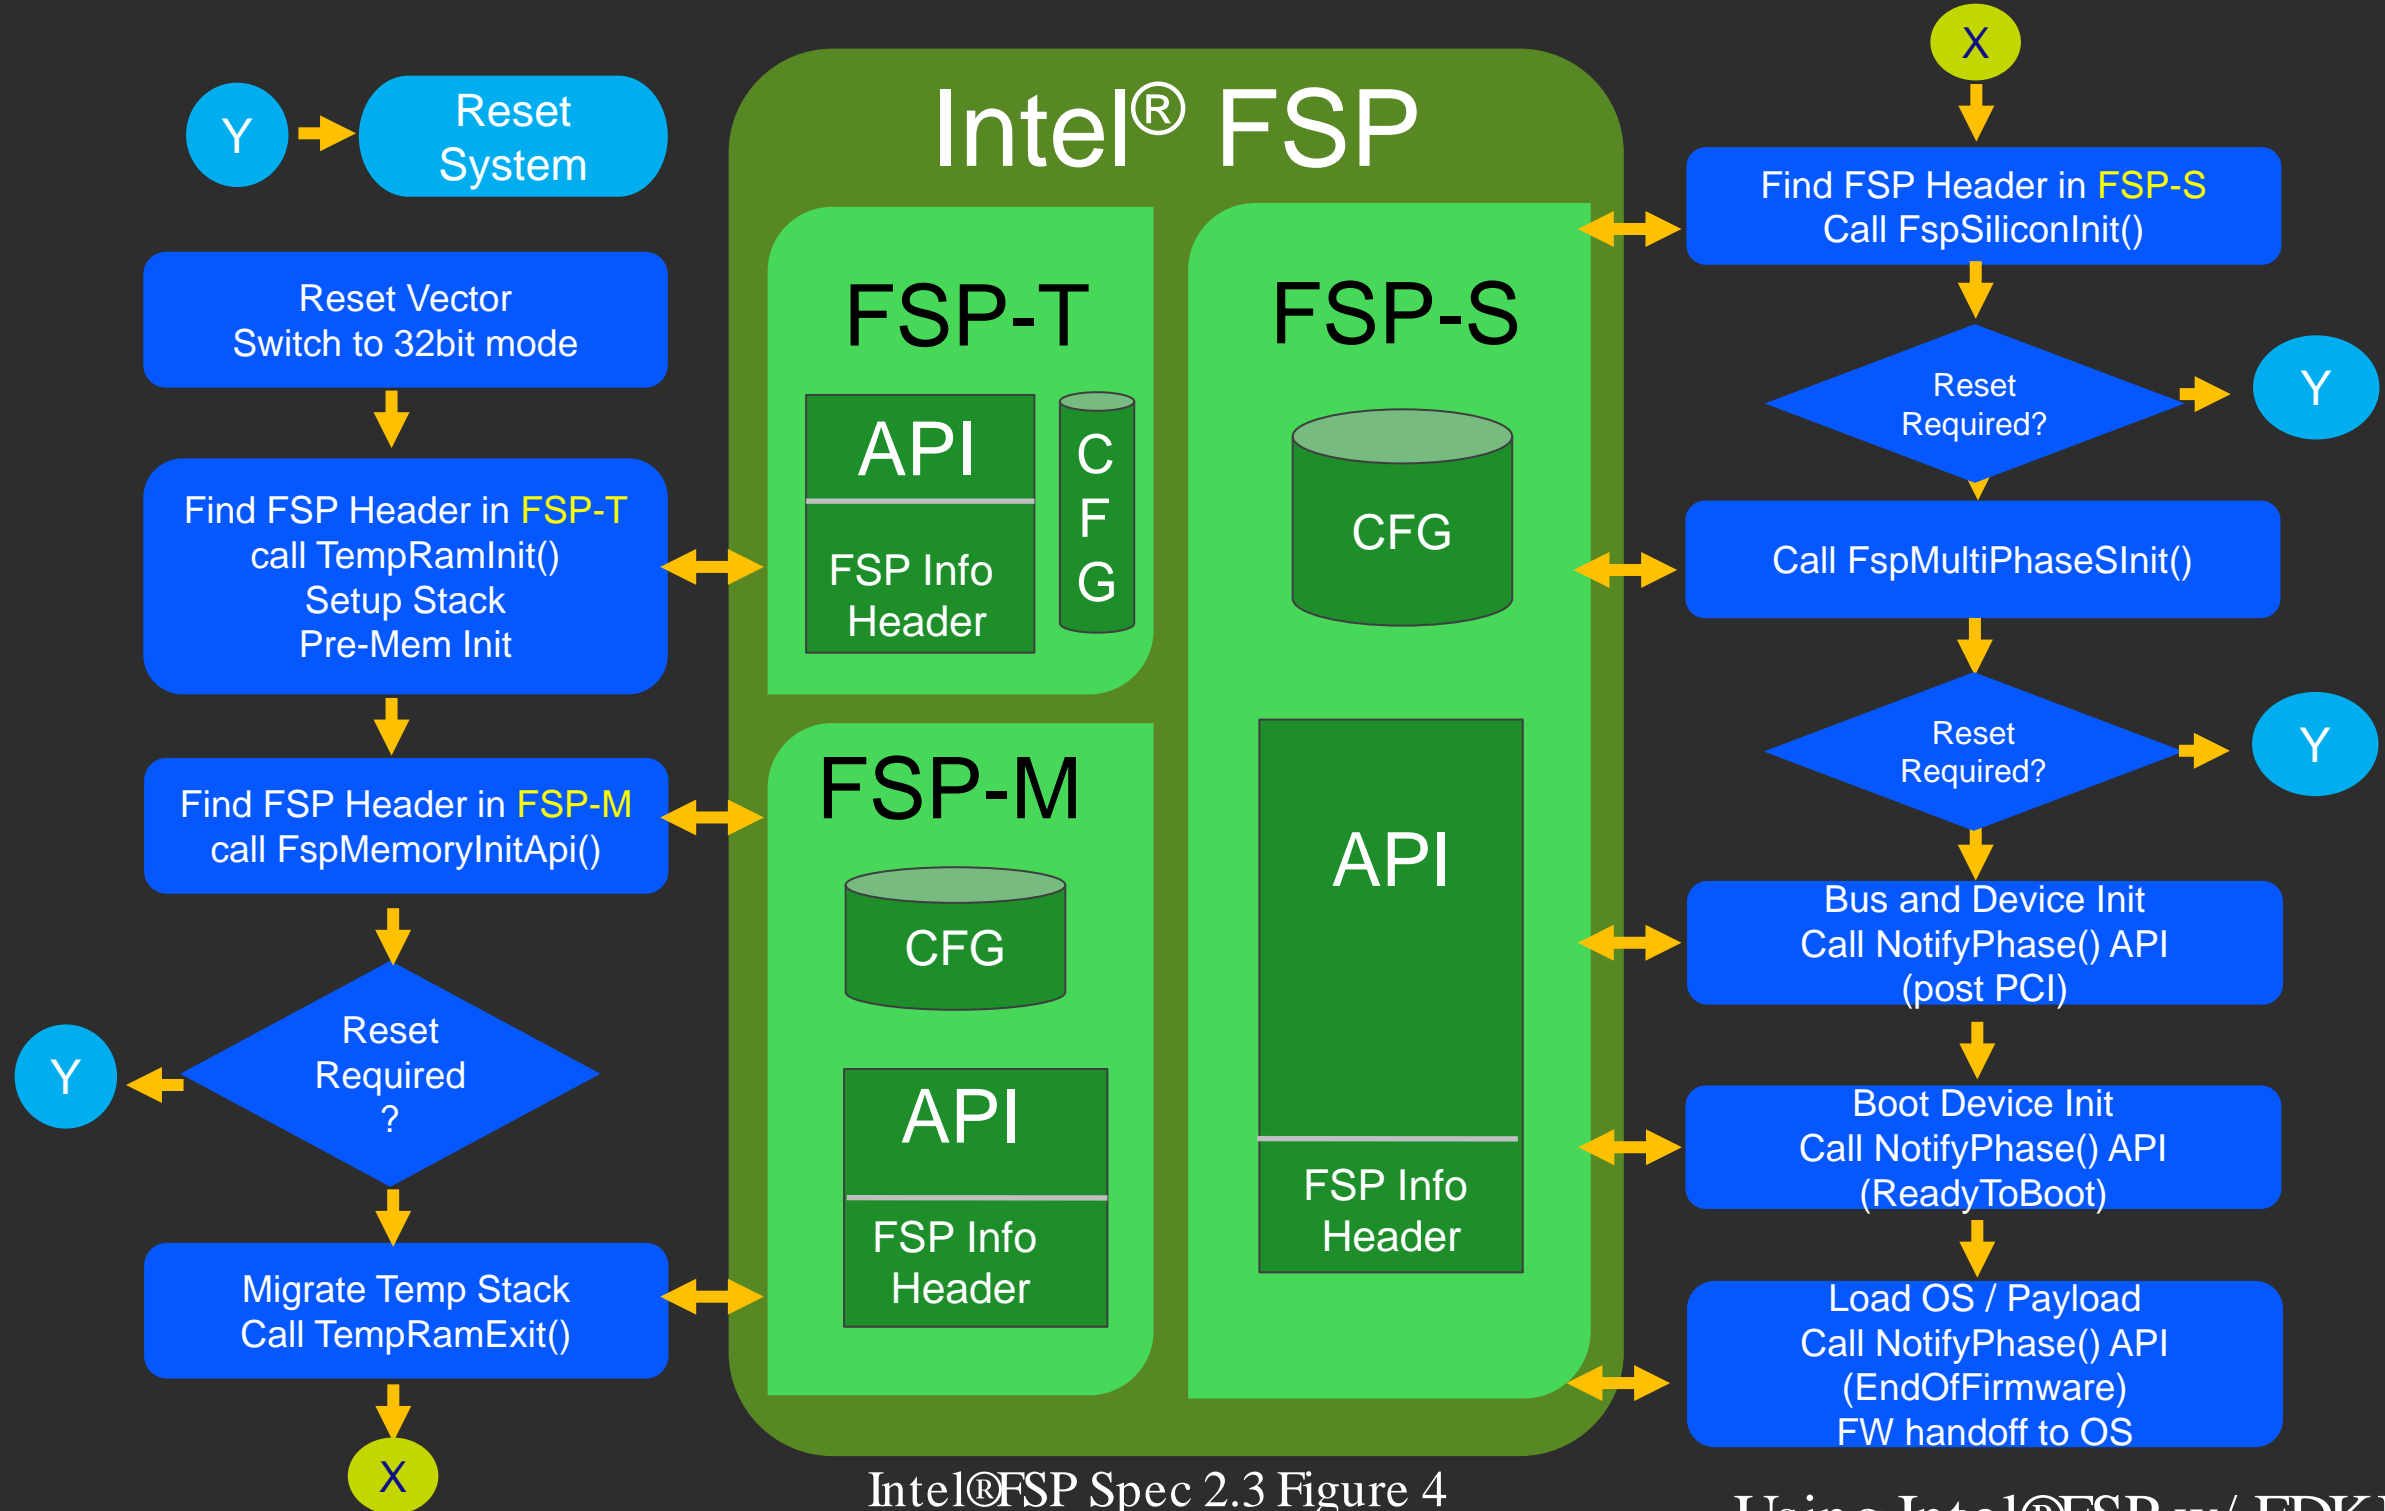 Y
Reset
System
Reset Vector
Switch to 32bit mode
Find FSP Header in FSP-T
call TempRamInit()
Setup Stack
Pre-Mem Init
Find FSP Header in FSP-M
call FspMemoryInitApi()
Reset
Required
?
Y
Migrate Temp Stack
Call TempRamExit()
X
Intel® FSP
FSP-T
API
FSP Info
Header
C
F
G
FSP-M
CFG
API
FSP Info
Header
FSP-S
CFG
API
FSP Info
Header
X
Find FSP Header in FSP-S
Call FspSiliconInit()
Reset
Required?
Y
Call FspMultiPhaseSInit()
Reset
Required?
Y
Bus and Device Init
Call NotifyPhase() API
(post PCI)
Boot Device Init
Call NotifyPhase() API
(ReadyToBoot)
Load OS / Payload
Call NotifyPhase() API
(EndOfFirmware)
FW handoff to OS
Intel®FSP Spec 2.3 Figure 4
Using Intel®FSP w/